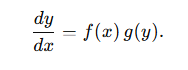 dy/dx = f(x) g(y).